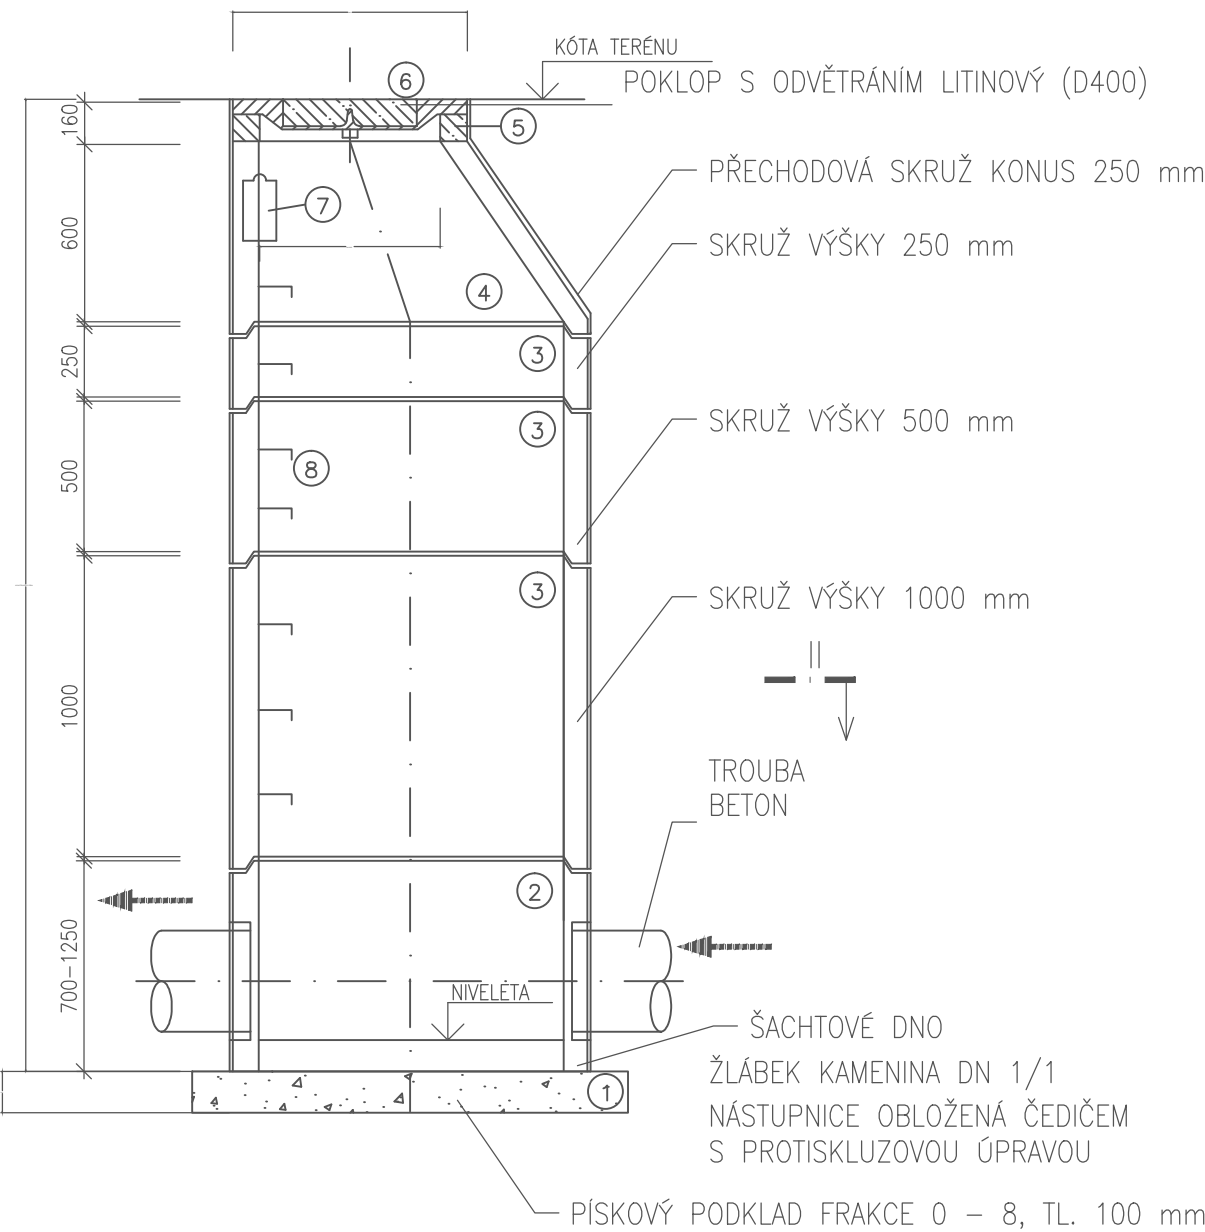 KÓTA TERÉNU
POKLOP S ODVĚTRÁNÍM LITINOVÝ (D400)
6
160
5
PŘECHODOVÁ SKRUŽ KONUS 250 mm
7
600
SKRUŽ VÝŠKY 250 mm
4
250
3
SKRUŽ VÝŠKY 500 mm
3
500
8
3
SKRUŽ VÝŠKY 1000 mm
II
1000
TROUBA
BETON
2
700–1250
NIVELETA
ŠACHTOVÉ DNO
ŽLÁBEK KAMENINA DN 1/1
1
NÁSTUPNICE OBLOŽENÁ ČEDIČEM
S PROTISKLUZOVOU ÚPRAVOU
PÍSKOVÝ PODKLAD FRAKCE 0 – 8, TL. 100 mm